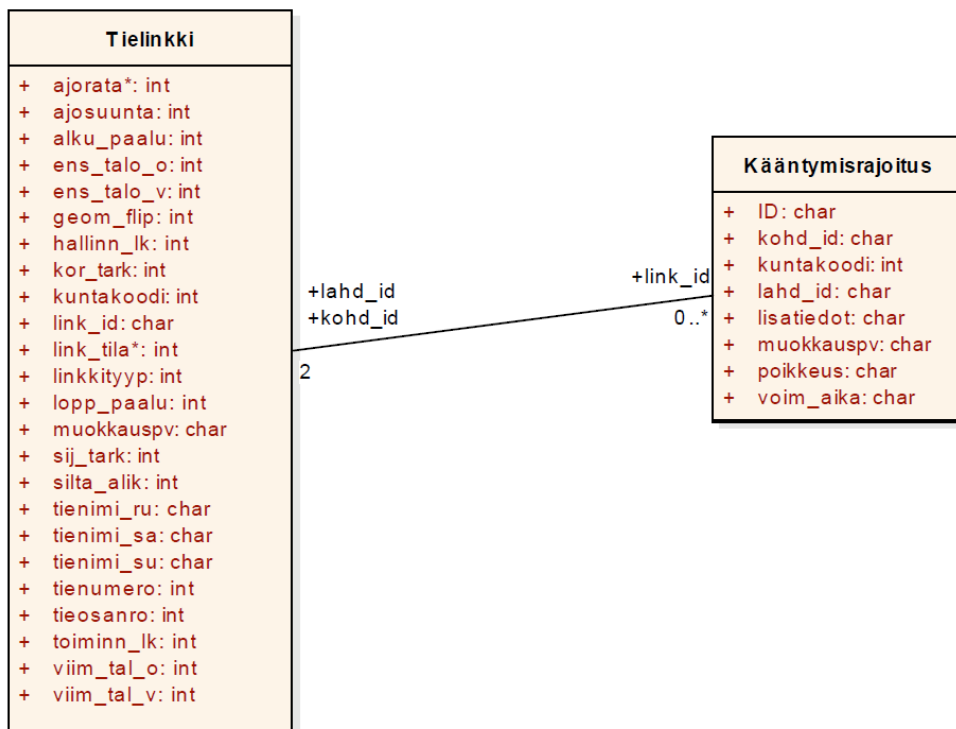 Tielinkki
+ ajorata*: int
+ ajosuunta: int
+ alku_paalu: int
+ ens_talo_o: int
+ ens_talo_v: int
+ geom_flip: int
+ hallinn_lk: int
+ kor_tark: int
+ kuntakoodi: int
+ link_id: char
+ link_tila*: int
+ linkkityyp: int
+ lopp_paalu: int
+ muokkauspv: char
+ sij_tark: int
+ silta_alik: int
+ tienimi_ru: char
+ tienimi_sa: char
+ tienimi_su: char
+ tienumero: int
+ tieosanro: int
+ toiminn_lk: int
+ viim_tal_o: int
+ viim_tal_v: int
+lahd_id
+kohd_id
2
+link_id
0..*
Kääntymisrajoitus
+ ID: char
+ kohd_id: char
+ kuntakoodi: int
+ lahd_id: char
+ lisatiedot: char
+ muokkauspv: char
+ poikkeus: char
+ voim_aika: char